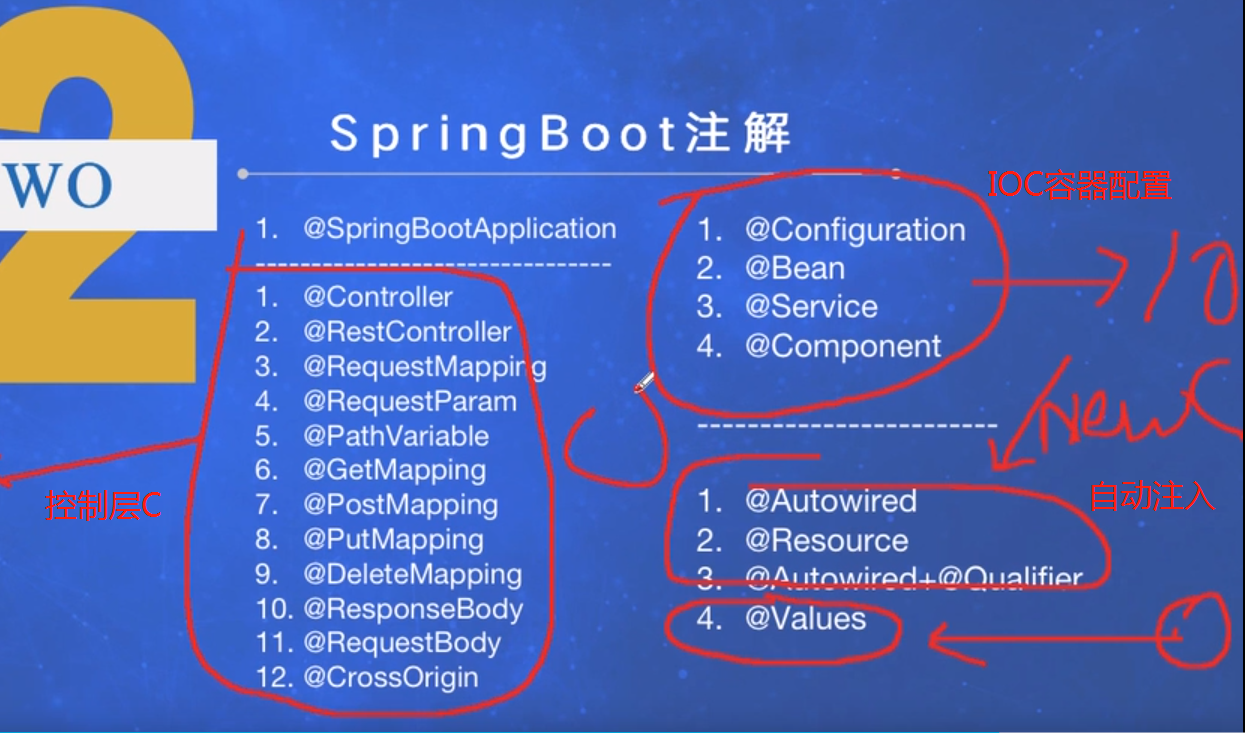 WO
SpringBoot注解
1. @SpringBootApplication
-------------------------------
1. @Controller
2. @RestController
3. @RequestMapping
4. @RequestParam
5. @PathVariable
6. @GetMapping
7. @PostMapping
8. @PutMapping
9. @DeleteMapping
10. @ResponseBody
11. @RequestBody
12. @CrossOrigin
控制层C
IOC容器配置
1. @Configuration
2. @Bean
3. @Service
4. @Component
------------------------
new
自动注入
1. @Autowired
2. @Resource
3. @Autowired+@Qualifier
4. @Values
2